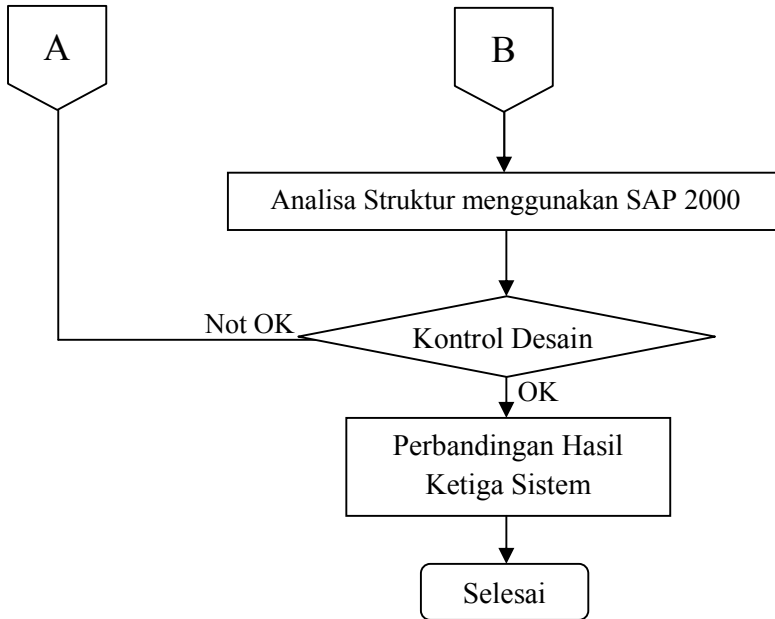 A
B
Analisa Struktur menggunakan SAP 2000
Not OK
Kontrol Desain
OK
Perbandingan Hasil
Ketiga Sistem
Selesai